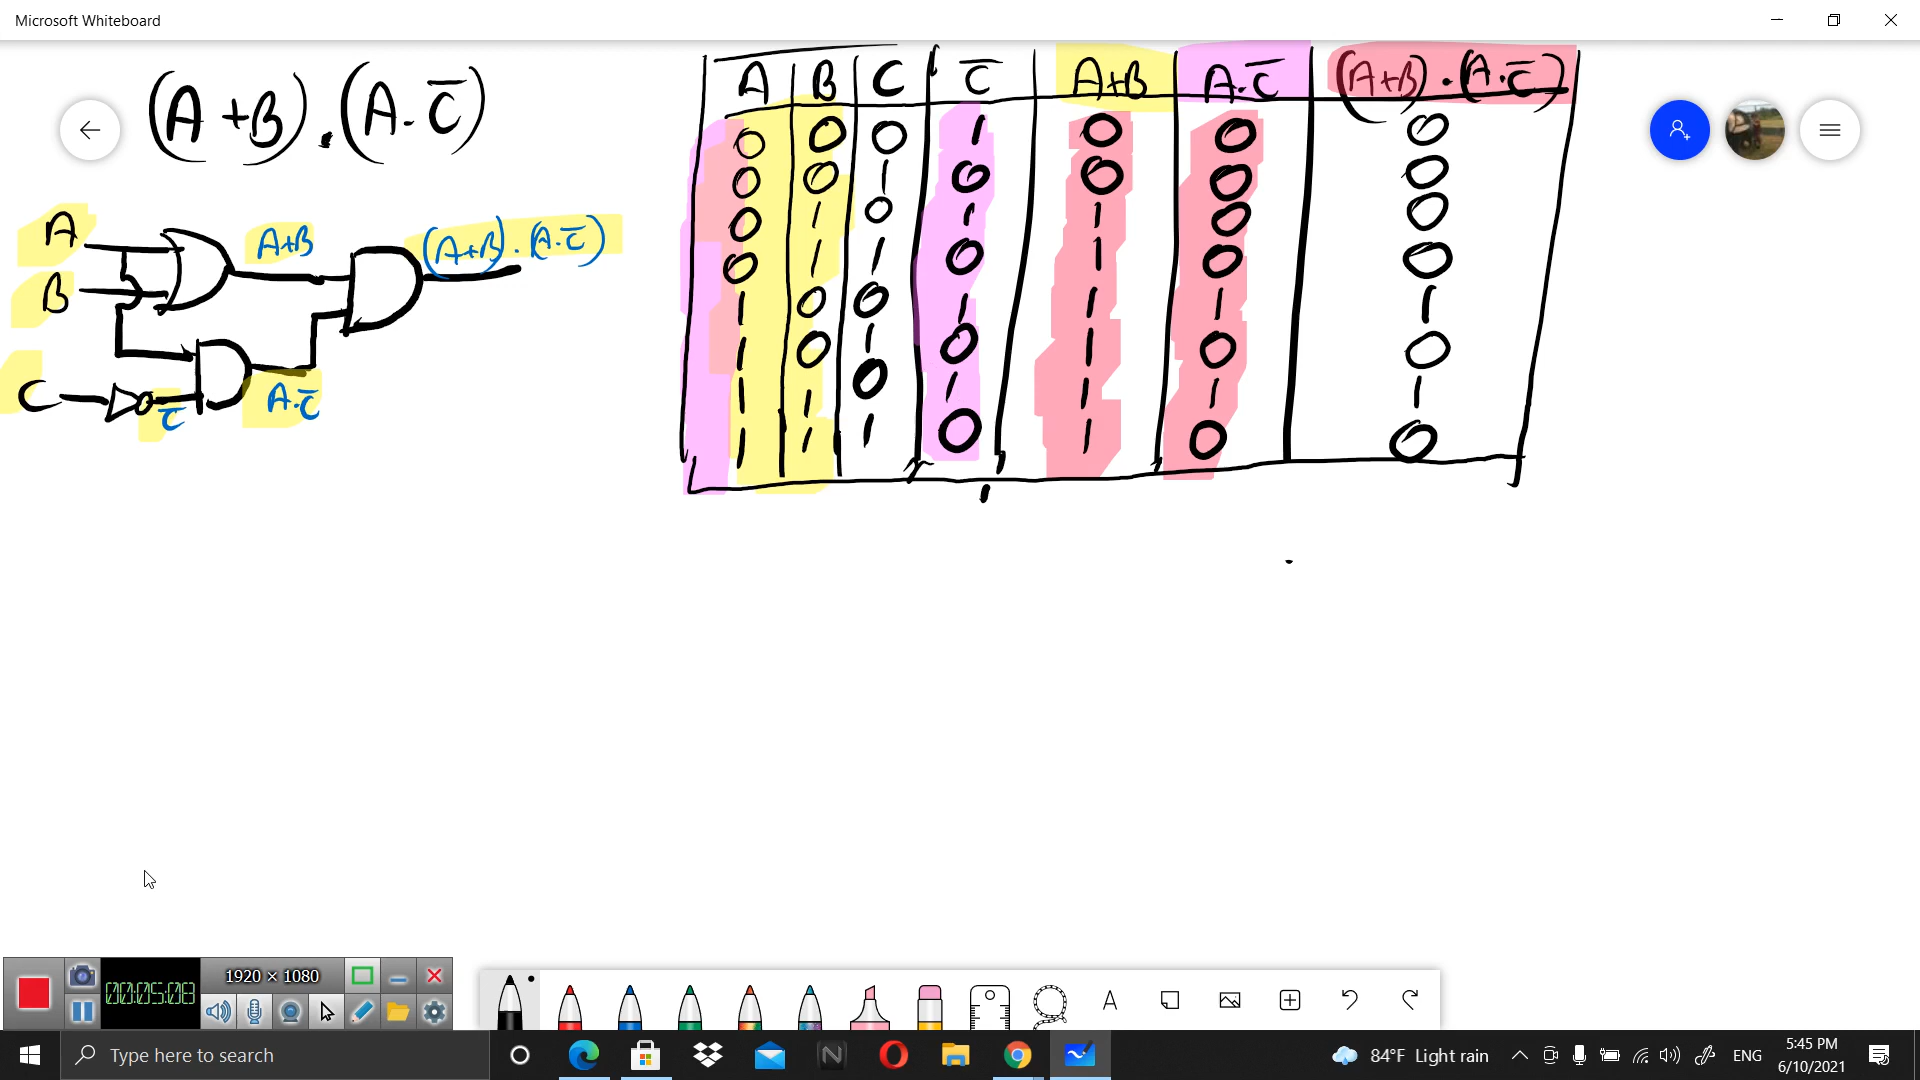 Microsoft Whiteboard
(A+B).(A.C̅)
A
B
C
C̅
A+B
A.C̅
(A+B).(A.C̅)
A B C C̅ A+B A.C̅ (A+B).(A.C̅)
0 0 0 1 0 0 0
0 0 1 0 0 0 0
0 1 0 1 1 0 0
0 1 1 0 1 0 0
1 0 0 1 1 1 1
1 0 1 0 1 0 0
1 1 0 1 1 1 1
1 1 1 0 1 0 0
00:05:08
1920 × 1080
Type here to search
84°F Light rain
ENG
5:45 PM
6/10/2021